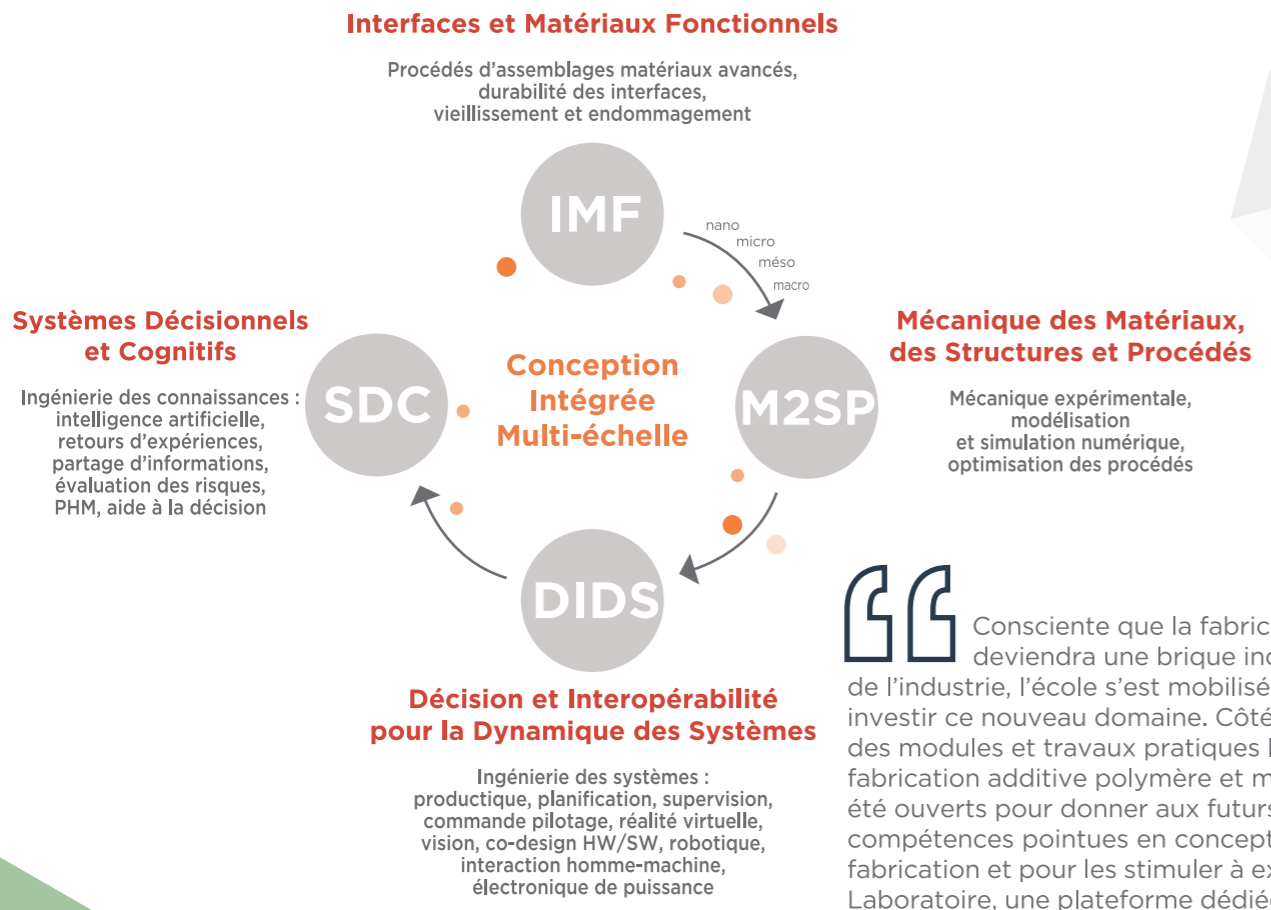 Interfaces et Matériaux Fonctionnels
Procédés d'assemblages matériaux avancés,
durabilité des interfaces,
vieillissement et endommagement
IMF
nano
micro
méso
macro
Systèmes Décisionnels
et Cognitifs
Ingénierie des connaissances :
intelligence artificielle,
retours d'expériences,
partage d'informations,
évaluation des risques,
PHM, aide à la décision
SDC
Conception
Intégrée
Multi-échelle
M2SP
Mécanique des Matériaux,
des Structures et Procédés
Mécanique expérimentale,
modélisation
et simulation numérique,
optimisation des procédés
DIDS
Décision et Interopérabilité
pour la Dynamique des Systèmes
Ingénierie des systèmes :
productique, planification, supervision,
commande pilotage, réalité virtuelle,
vision, co-design HW/SW, robotique,
interaction homme-machine,
électronique de puissance
Consciente que la
deviendra une brique
de l'industrie, l'école s'est
investir ce nouveau domaine. Côté
des modules et travaux pratiques
fabrication additive polymère et
été ouverts pour donner aux futurs
compétences pointues en
fabrication et pour les stimuler à
Laboratoire, une plateforme